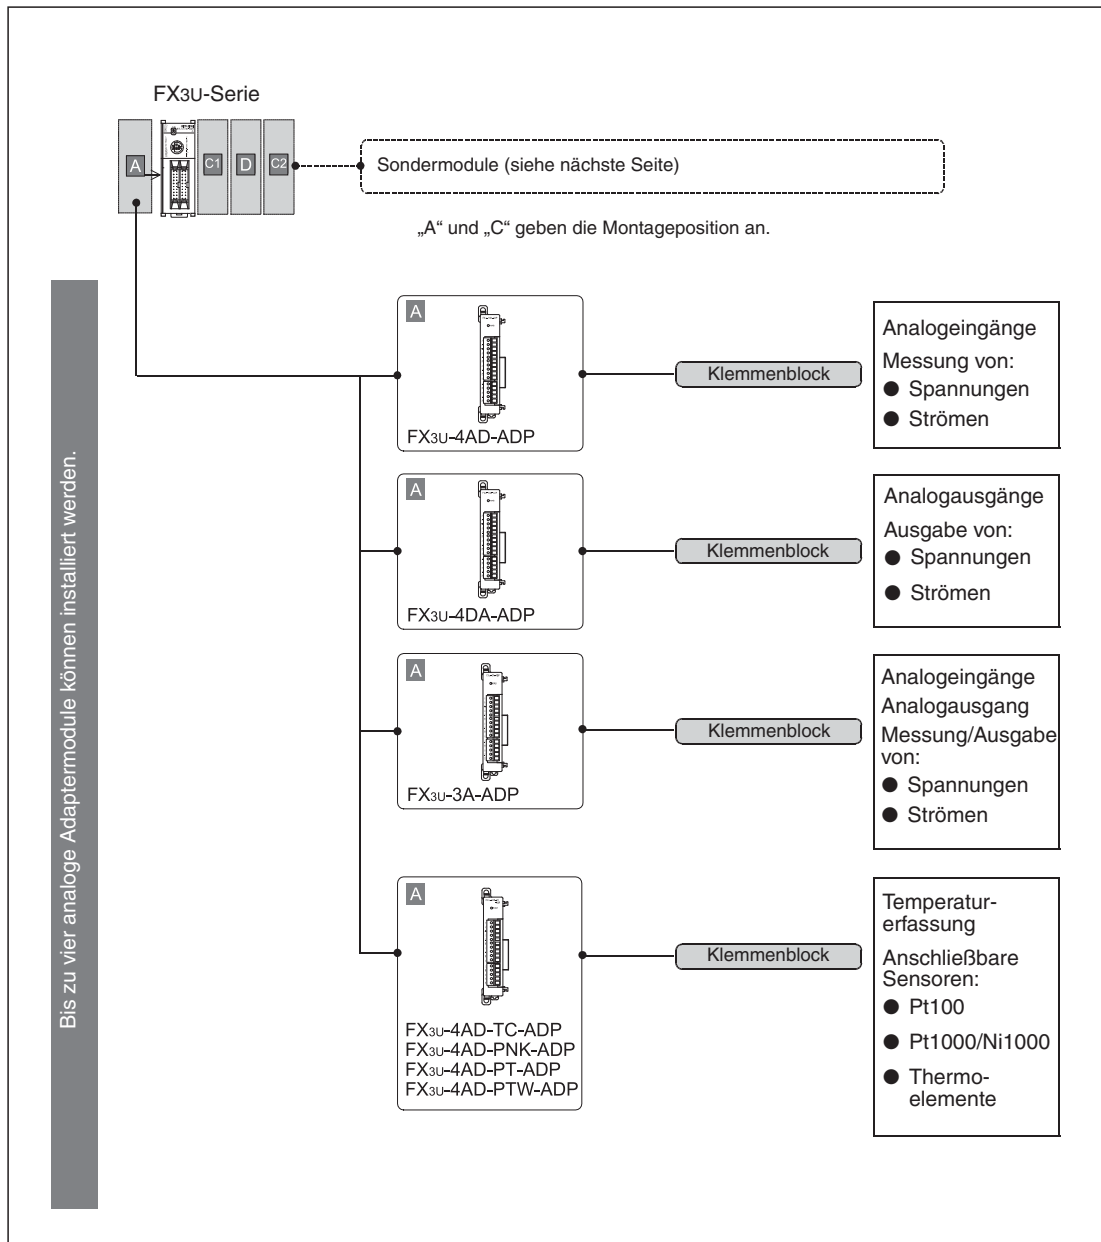 FX3U-Serie
A
C1
D
C2
Sondermodule (siehe nächste Seite)
„A“ und „C“ geben die Montageposition an.
Bis zu vier analoge Adaptermodule können installiert werden.
A
FX3U-4AD-ADP
Klemmenblock
Analogeingänge
Messung von:
● Spannungen
● Strömen
A
FX3U-4DA-ADP
Klemmenblock
Analogausgänge
Ausgabe von:
● Spannungen
● Strömen
A
FX3U-3A-ADP
Klemmenblock
Analogeingänge
Analogausgang
Messung/Ausgabe
von:
● Spannungen
● Strömen
A
FX3U-4AD-TC-ADP
FX3U-4AD-PNK-ADP
FX3U-4AD-PT-ADP
FX3U-4AD-PTW-ADP
Klemmenblock
Temperatur-
erfassung
Anschließbare
Sensoren:
● Pt100
● Pt1000/Ni1000
● Thermo-
elemente